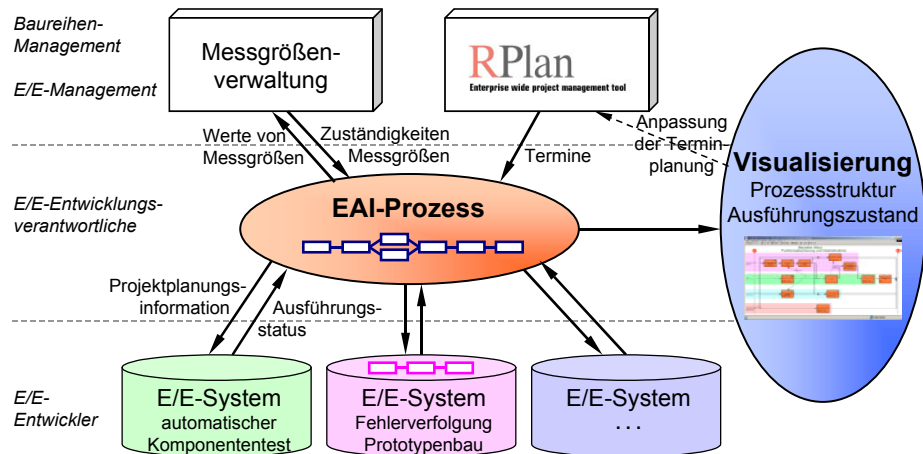 Baureihen-
Management
E/E-Management
Messgrößen-
verwaltung
RPlan
Enterprise wide project management tool
Werte von
Messgrößen
Zuständigkeiten
Messgrößen
Termine
Anpassung
der Termin-
planung
Visualisierung
Prozessstruktur
Ausführungszustand
E/E-Entwicklungs-
verantwortliche
EAI-Prozess
Projektplanungs-
information
Ausführungs-
status
E/E-
Entwickler
E/E-System
automatischer
Komponententest
E/E-System
Fehlerverfolgung
Prototypenbau
E/E-System
. . .